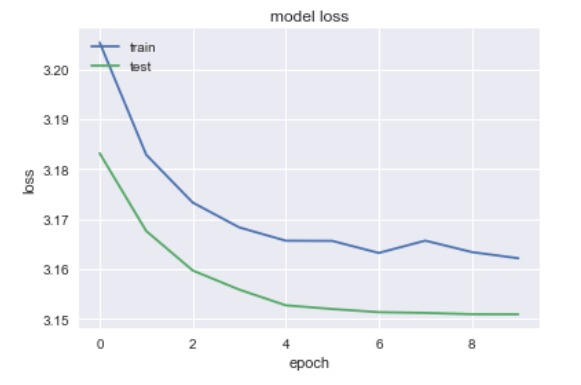 model loss
train
test
3.20
3.19
3.18
3.17
3.16
3.15
loss
0 2 4 6 8
epoch